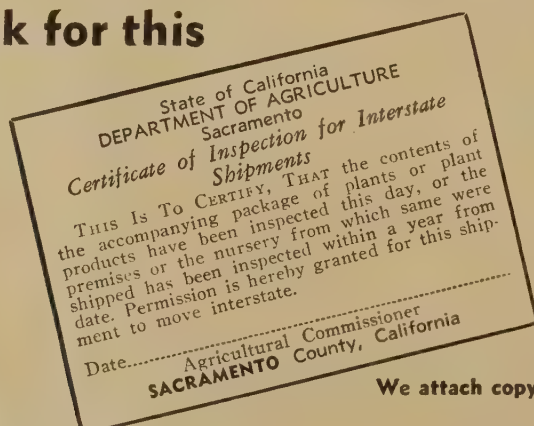 k for this
State of California
DEPARTMENT OF AGRICULTURE
Sacramento
Certificate of Inspection for Interstate
Shipments
THIS IS TO CERTIFY, THAT the contents of
the accompanying package of plants or plant
products have been inspected this day, or the
premises or the nursery from which same were
shipped has been inspected within a year from
date. Permission is hereby granted for this ship-
ment to move interstate.
Date................................................
Agricultural Commissioner
SACRAMENTO County, California
We attach copy